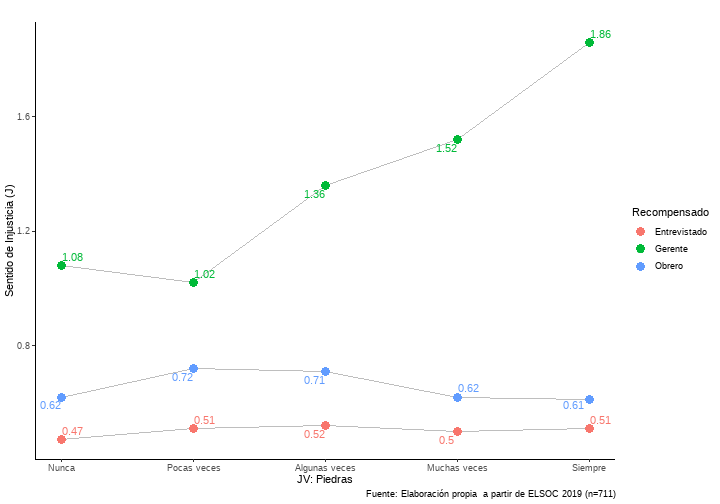 1.86
1.6
1.52
1.36
1.2
1.08
1.02
0.8
0.72
0.71
0.62
0.62
0.61
0.47
0.51
0.52
0.5
0.51
Sentido de Injusticia (J)
Nunca Pocas veces Algunas veces Muchas veces Siempre
JV: Piedras
Recompensado
Entrevistado
Gerente
Obrero
Fuente: Elaboración propia  a partir de ELSOC 2019 (n=711)